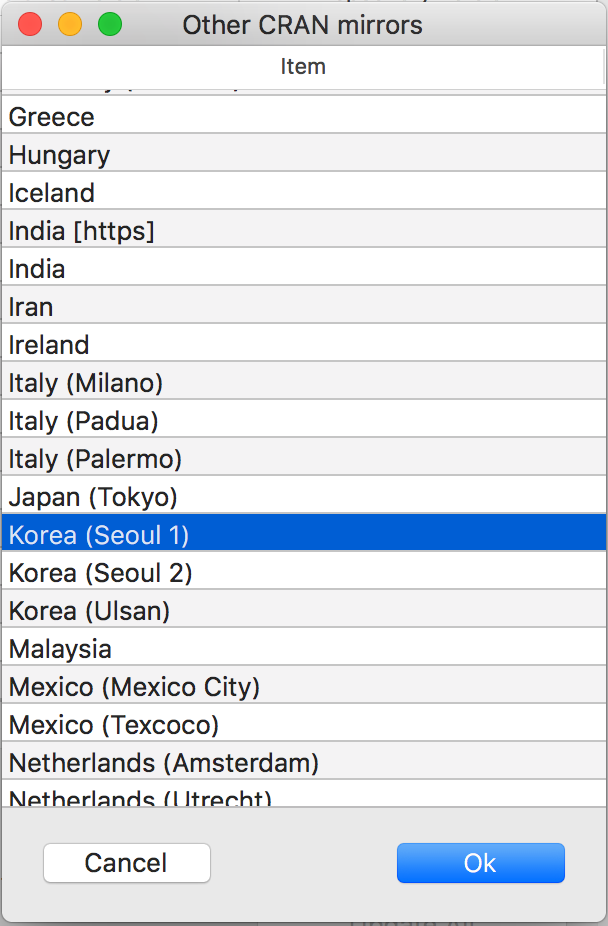 Other CRAN mirrors
Item
Greece
Hungary
Iceland
India [https]
India
Iran
Ireland
Italy (Milano)
Italy (Padua)
Italy (Palermo)
Japan (Tokyo)
Korea (Seoul 1)
Korea (Seoul 2)
Korea (Ulsan)
Malaysia
Mexico (Mexico City)
Mexico (Texcoco)
Netherlands (Amsterdam)
Netherlands (Utrecht)
Cancel
Ok